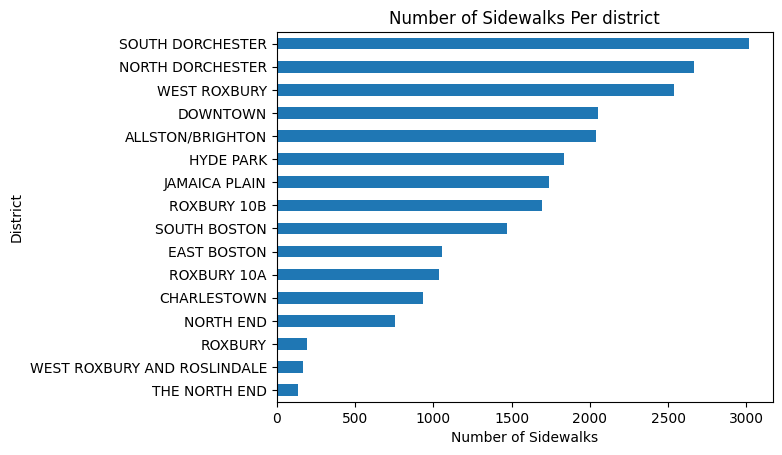 Number of Sidewalks Per district
SOUTH DORCHESTER
NORTH DORCHESTER
WEST ROXBURY
DOWNTOWN
ALLSTON/BRIGHTON
HYDE PARK
JAMAICA PLAIN
ROXBURY 10B
SOUTH BOSTON
EAST BOSTON
ROXBURY 10A
CHARLESTOWN
NORTH END
ROXBURY
WEST ROXBURY AND ROSLINDALE
THE NORTH END
District
0 500 1000 1500 2000 2500 3000
Number of Sidewalks